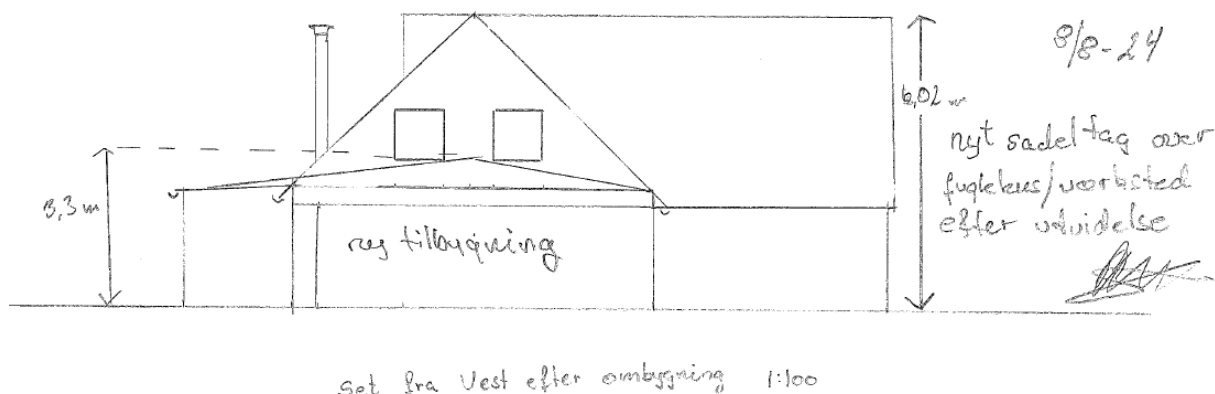 8/8-24
6,02 m
nyt sadeltag over
fuglehus/værksted
efter udvidelse
3,3 m
ny tilbygning
set fra Vest efter ombygning 1:100